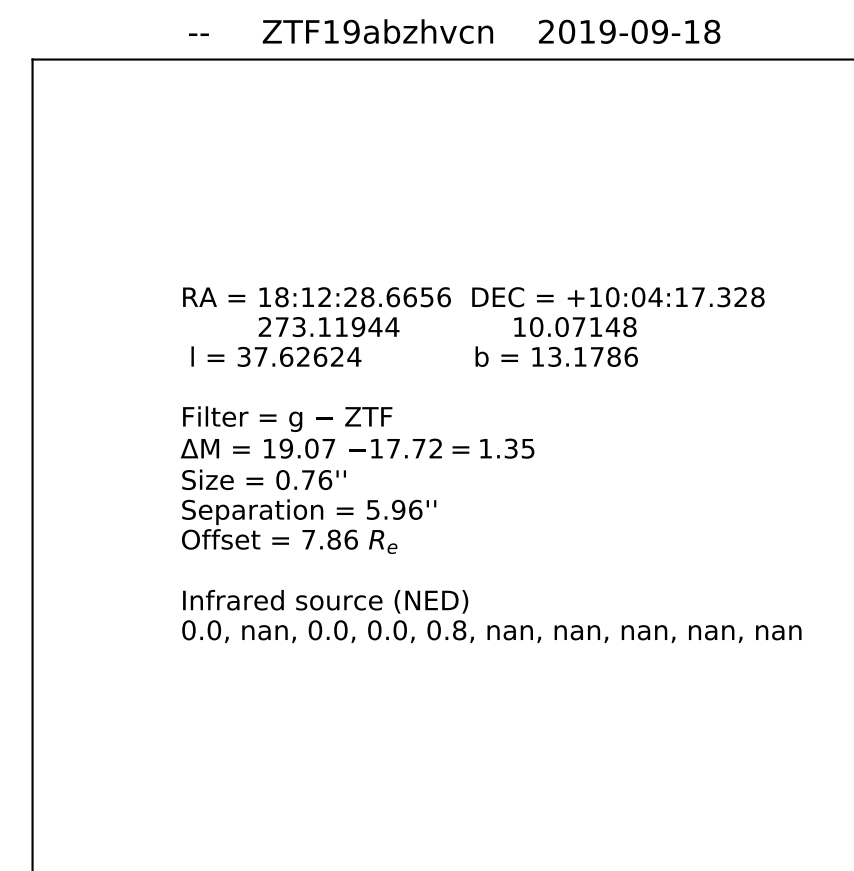 -- ZTF19abzhvcn 2019-09-18
RA = 18:12:28.6656 DEC = +10:04:17.328
273.11944 10.07148
l = 37.62624 b = 13.1786
Filter = g − ZTF
ΔM = 19.07 −17.72 = 1.35
Size = 0.76''
Separation = 5.96''
Offset = 7.86 Re
Infrared source (NED)
0.0, nan, 0.0, 0.0, 0.8, nan, nan, nan, nan, nan